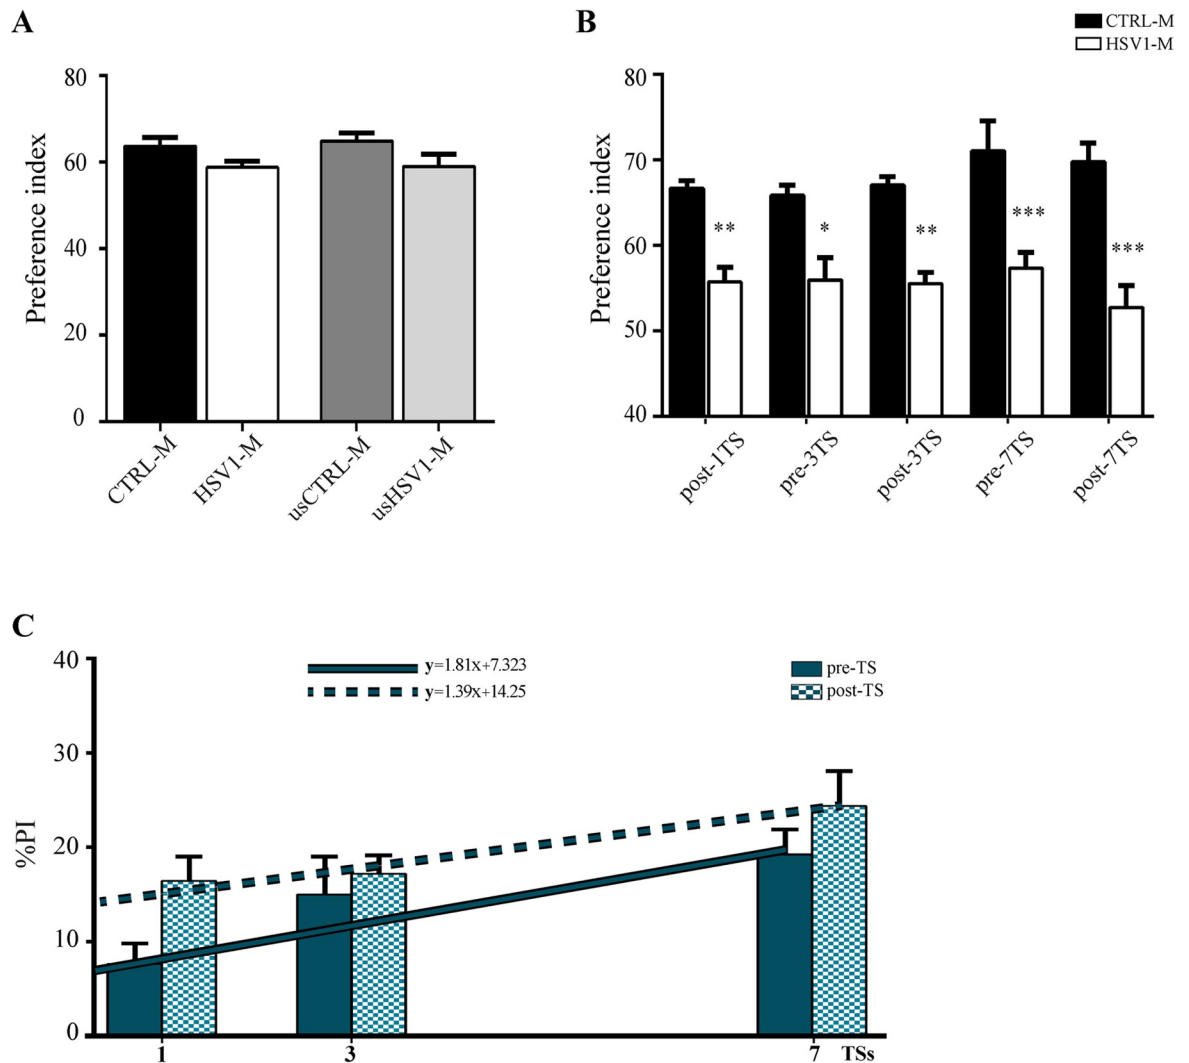 A
80
60
40
20
0
Preference index
CTRL-M
HSV1-M
usCTRL-M
usHSV1-M
B
CTRL-M
HSV1-M
80
70
60
50
40
Preference index
**
*
**
***
***
post-1TS
pre-3TS
post-3TS
pre-7TS
post-7TS
C
40
30
20
10
0
%PI
y=1.81x+7.323
y=1.39x+14.25
pre-TS
post-TS
1 3 7 TSs